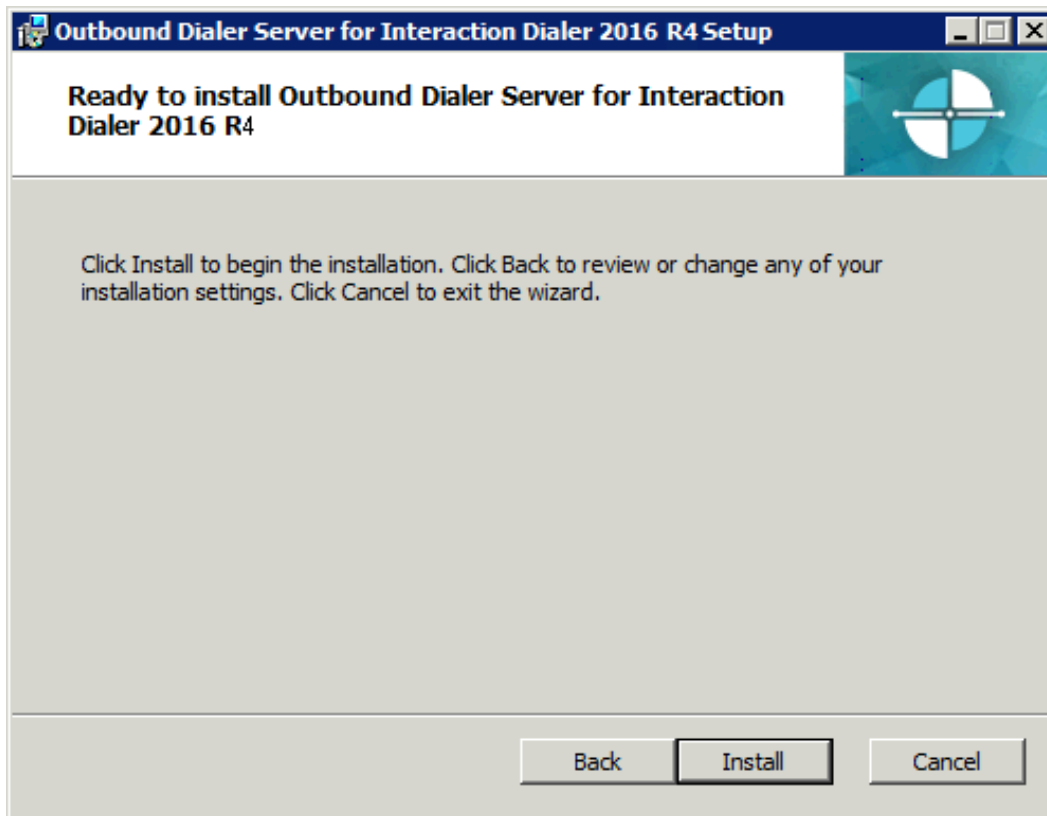 Outbound Dialer Server for Interaction Dialer 2016 R4 Setup
Ready to install Outbound Dialer Server for Interaction
Dialer 2016 R4
Click Install to begin the installation. Click Back to review or change any of your
installation settings. Click Cancel to exit the wizard.
Back
Install
Cancel